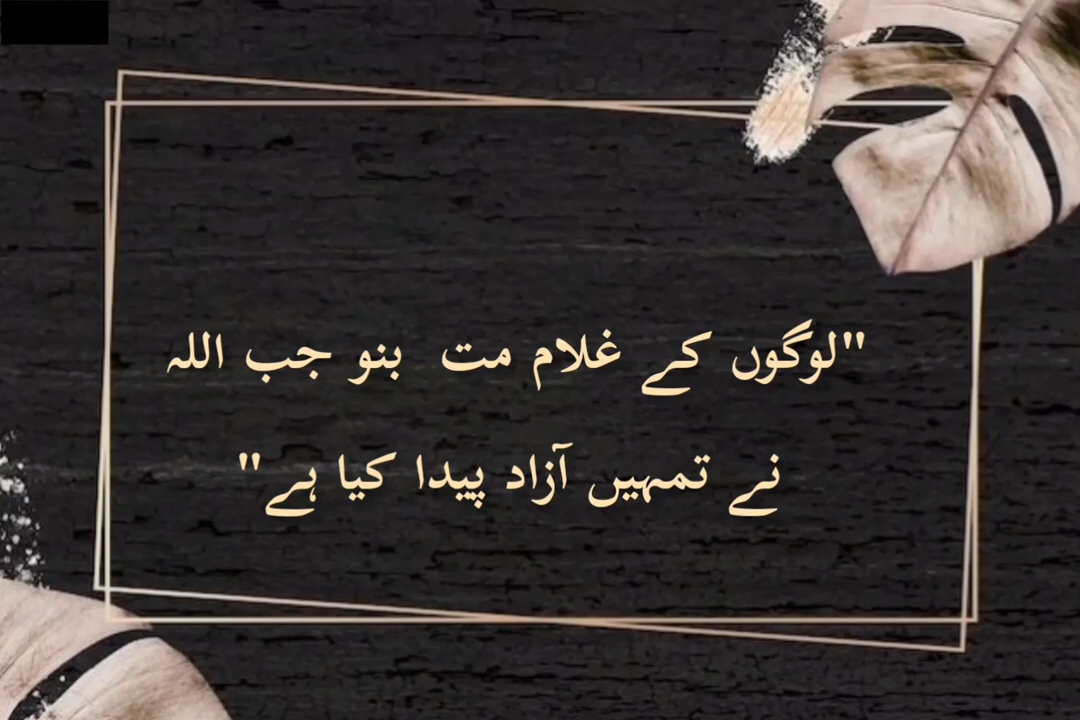 "لوگوں کے غلام مت بنو جب اللہ
نے تمہیں آزاد پیدا کیا ہے"